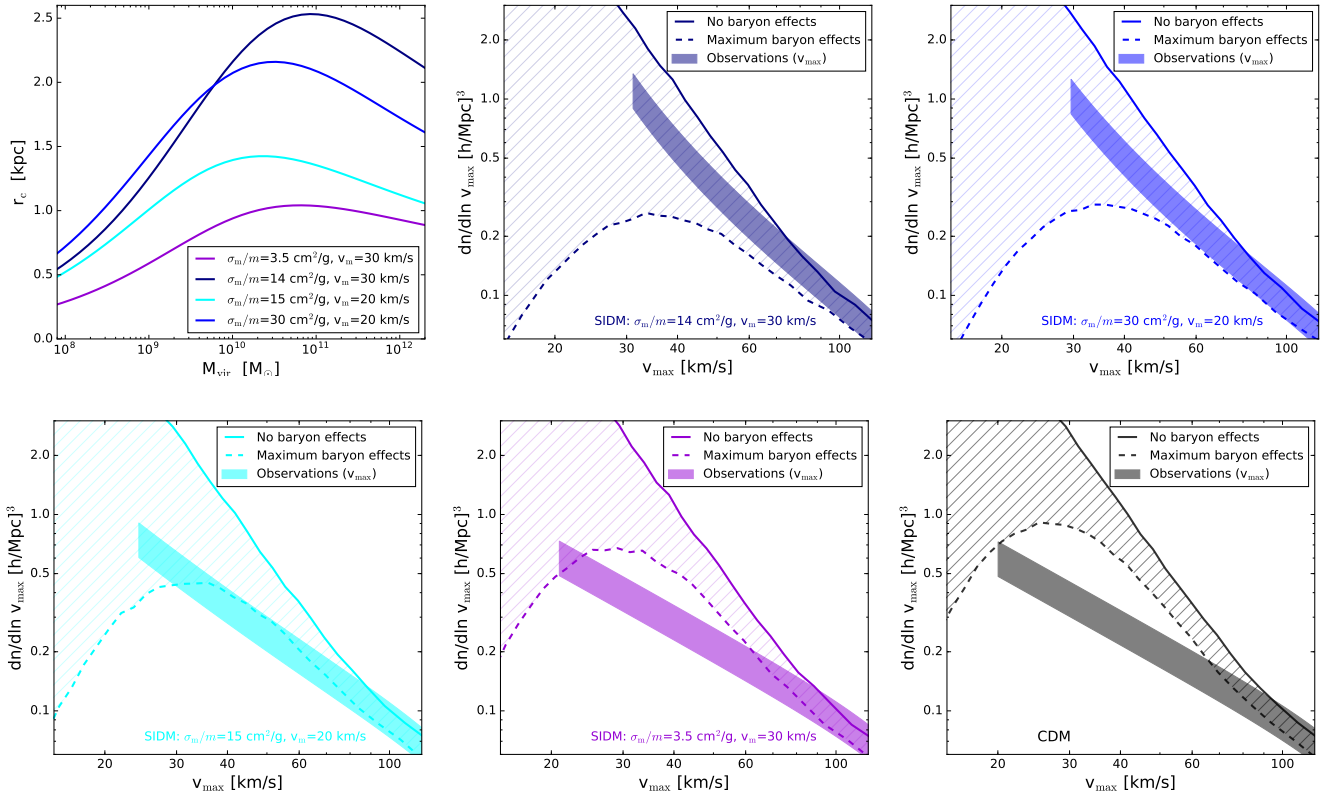 2.5
2.0
1.5
1.0
0.5
0.0
r_c [kpc]
σ_m/m=3.5 cm²/g, v_m=30 km/s
σ_m/m=14 cm²/g, v_m=30 km/s
σ_m/m=15 cm²/g, v_m=20 km/s
σ_m/m=30 cm²/g, v_m=20 km/s
10⁸ 10⁹ 10¹⁰ 10¹¹ 10¹²
M_vir [M_⊙]
No baryon effects
Maximum baryon effects
Observations (v_max)
2.0
1.0
0.5
0.2
0.1
dn/dln v_max [h/Mpc]³
SIDM: σ_m/m=14 cm²/g, v_m=30 km/s
20 30 40 60 100
v_max [km/s]
No baryon effects
Maximum baryon effects
Observations (v_max)
2.0
1.0
0.5
0.2
0.1
dn/dln v_max [h/Mpc]³
SIDM: σ_m/m=30 cm²/g, v_m=20 km/s
20 30 40 60 100
v_max [km/s]
No baryon effects
Maximum baryon effects
Observations (v_max)
2.0
1.0
0.5
0.2
0.1
dn/dln v_max [h/Mpc]³
SIDM: σ_m/m=15 cm²/g, v_m=20 km/s
20 30 40 60 100
v_max [km/s]
No baryon effects
Maximum baryon effects
Observations (v_max)
2.0
1.0
0.5
0.2
0.1
dn/dln v_max [h/Mpc]³
SIDM: σ_m/m=3.5 cm²/g, v_m=30 km/s
20 30 40 60 100
v_max [km/s]
No baryon effects
Maximum baryon effects
Observations (v_max)
2.0
1.0
0.5
0.2
0.1
dn/dln v_max [h/Mpc]³
CDM
20 30 40 60 100
v_max [km/s]